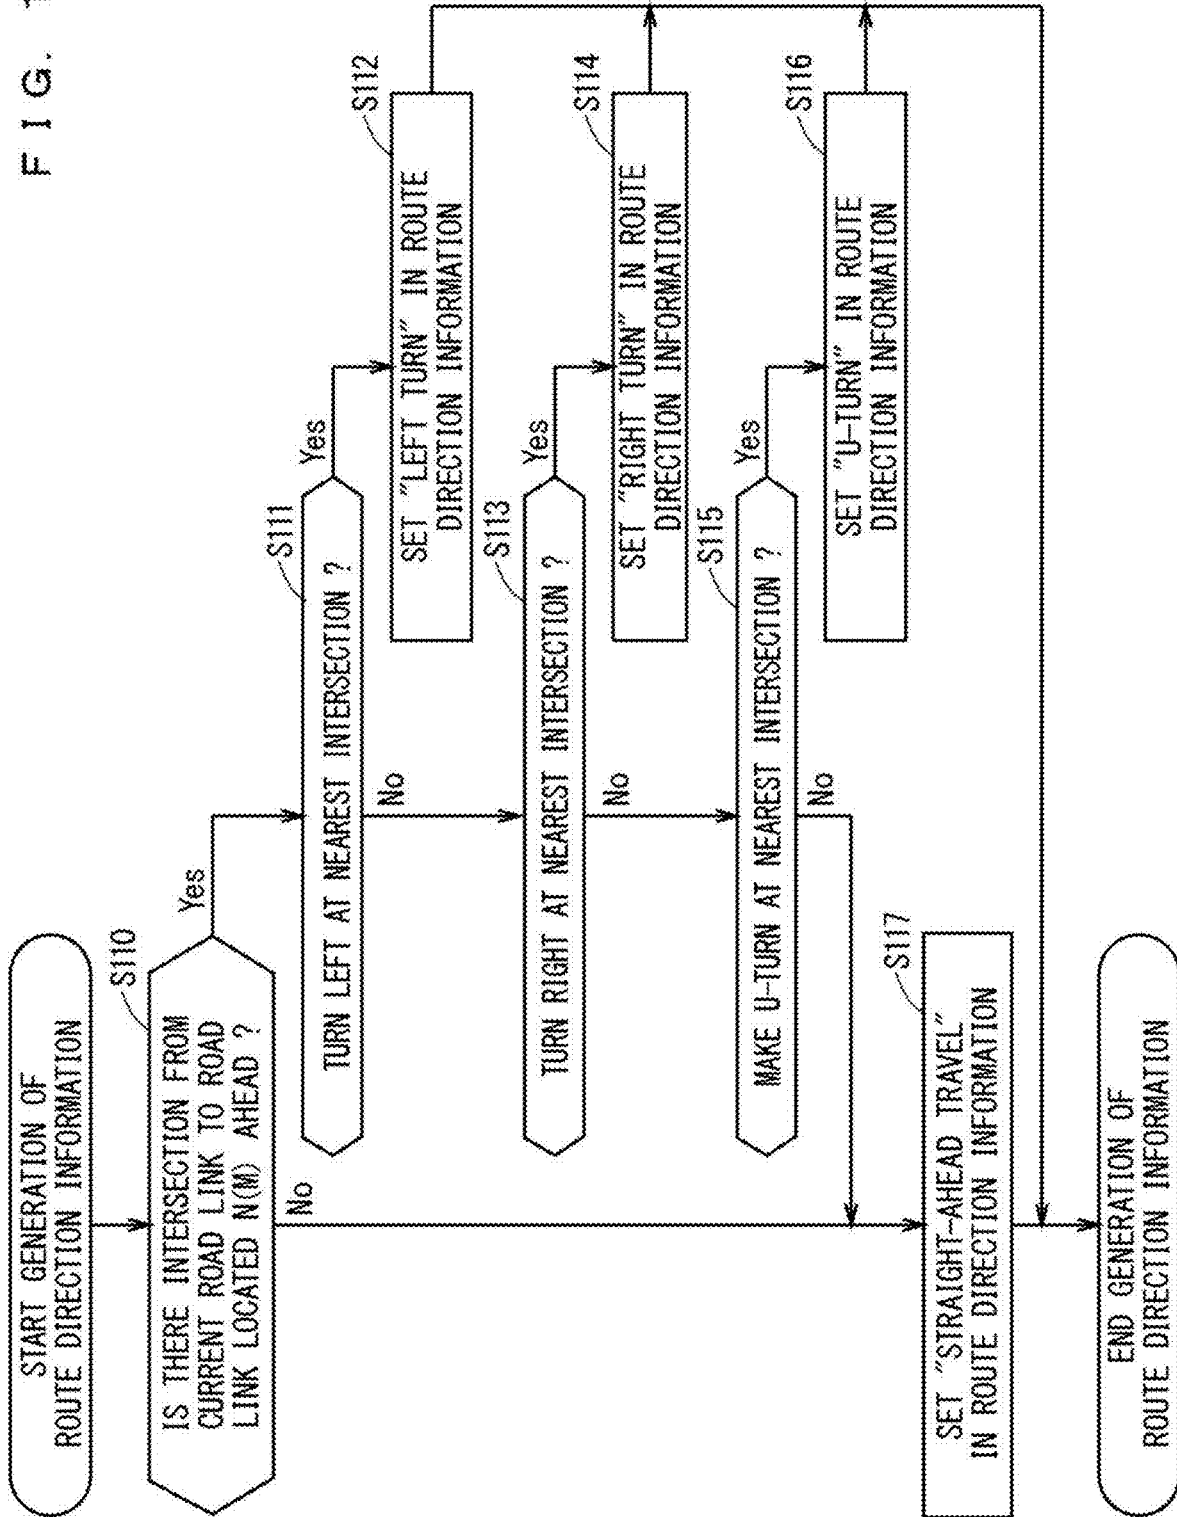 F I G.
START GENERATION OF
ROUTE DIRECTION INFORMATION
S110
IS THERE INTERSECTION FROM
CURRENT ROAD LINK TO ROAD
LINK LOCATED N(M) AHEAD ?
Yes
No
S111
TURN LEFT AT NEAREST INTERSECTION ?
Yes
No
S112
SET "LEFT TURN" IN ROUTE
DIRECTION INFORMATION
S113
TURN RIGHT AT NEAREST INTERSECTION ?
Yes
No
S114
SET "RIGHT TURN" IN ROUTE
DIRECTION INFORMATION
S115
MAKE U-TURN AT NEAREST INTERSECTION ?
Yes
No
S116
SET "U-TURN" IN ROUTE
DIRECTION INFORMATION
S117
SET "STRAIGHT-AHEAD TRAVEL"
IN ROUTE DIRECTION INFORMATION
END GENERATION OF
ROUTE DIRECTION INFORMATION